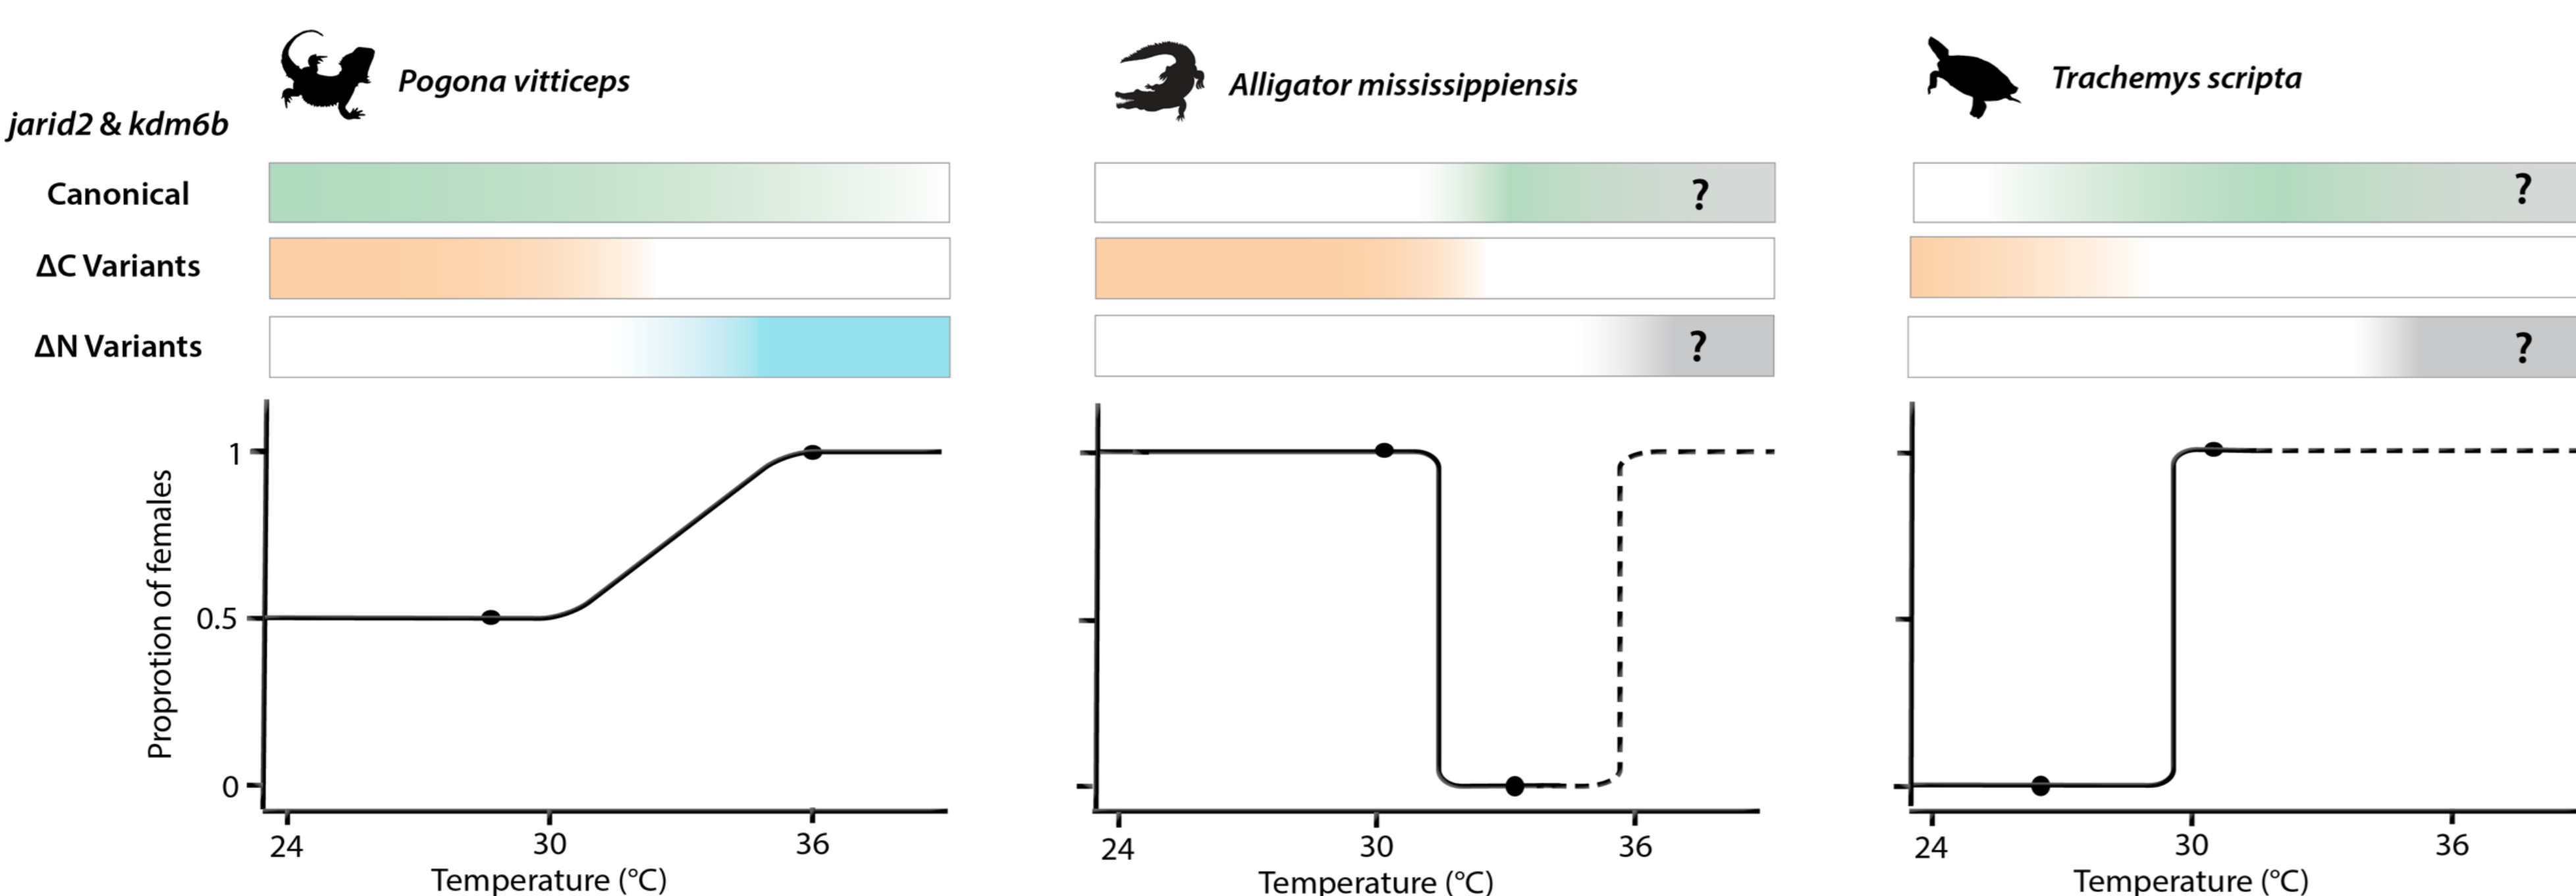 Pogona vitticeps
Alligator mississippiensis
Trachemys scripta
jarid2 & kdm6b
Canonical
?
?
ΔC Variants
ΔN Variants
?
?
Proprotion of females
1
0.5
0
24
30
36
Temperature (°C)
24
30
36
Temperature (°C)
24
30
36
Temperature (°C)